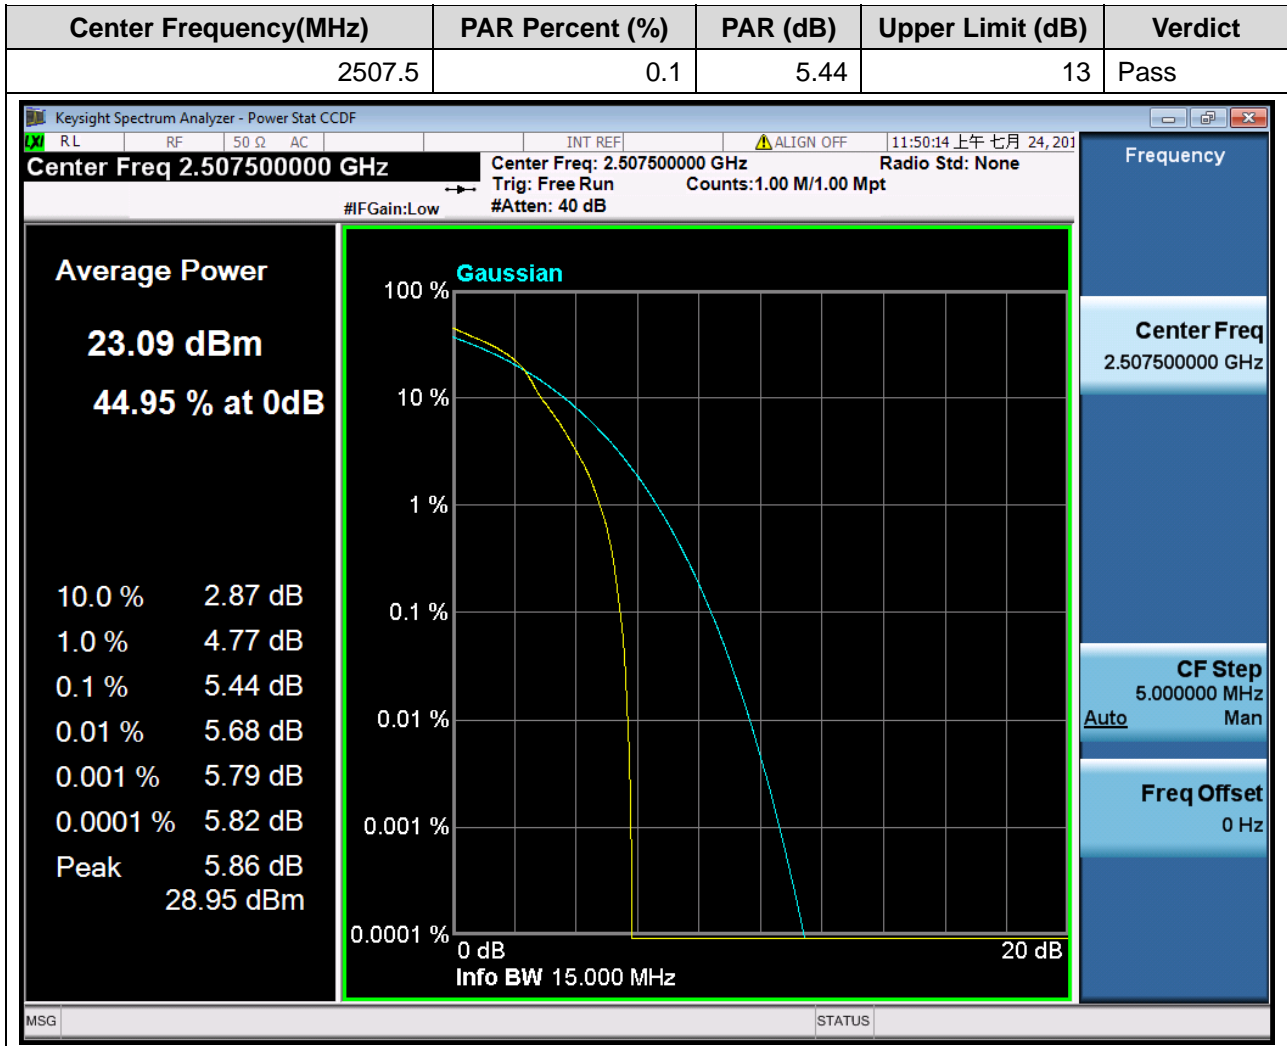 Center Frequency(MHz) PAR Percent (%) PAR (dB) Upper Limit (dB) Verdict
2507.5 0.1 5.44 13 Pass
Keysight Spectrum Analyzer - Power Stat CCDF
LXI RL RF 50 Ω AC INT REF ALIGN OFF 11:50:14 上午 七月 24, 201
Center Freq 2.507500000 GHz
Center Freq: 2.507500000 GHz Radio Std: None
Trig: Free Run Counts:1.00 M/1.00 Mpt
#IFGain:Low #Atten: 40 dB
Average Power
23.09 dBm
44.95 % at 0dB
10.0 % 2.87 dB
1.0 % 4.77 dB
0.1 % 5.44 dB
0.01 % 5.68 dB
0.001 % 5.79 dB
0.0001 % 5.82 dB
Peak 5.86 dB
28.95 dBm
Gaussian
100 %
10 %
1 %
0.1 %
0.01 %
0.001 %
0.0001 %
0 dB 20 dB
Info BW 15.000 MHz
Frequency
Center Freq
2.507500000 GHz
CF Step
5.000000 MHz
Auto Man
Freq Offset
0 Hz
MSG STATUS